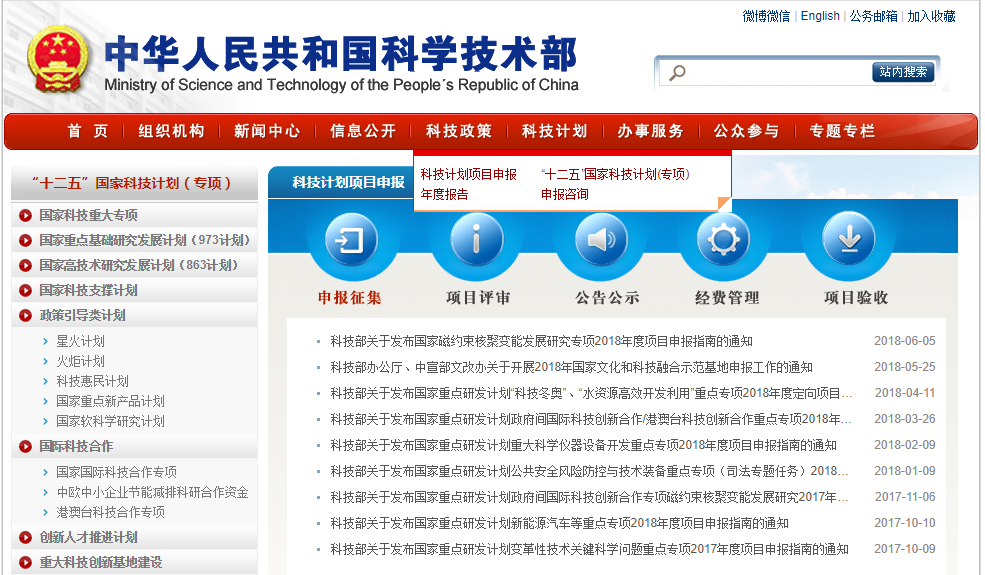 微博微信 | English | 公务邮箱 | 加入收藏
中华人民共和国科学技术部
Ministry of Science and Technology of the People´s Republic of China
站内搜索
首 页 组织机构 新闻中心 信息公开 科技政策 科技计划 办事服务 公众参与 专题专栏
科技计划项目申报 “十二五”国家科技计划(专项)
年度报告 申报咨询
“十二五”国家科技计划（专项）
国家科技重大专项
国家重点基础研究发展计划（973计划）
国家高技术研究发展计划（863计划）
国家科技支撑计划
政策引导类计划
星火计划
火炬计划
科技惠民计划
国家重点新产品计划
国家软科学研究计划
国际科技合作
国家国际科技合作专项
中欧中小企业节能减排科研合作资金
港澳台科技合作专项
创新人才推进计划
重大科技创新基地建设
科技计划项目申报
申报征集 项目评审 公告公示 经费管理 项目验收
科技部关于发布国家磁约束核聚变能发展研究专项2018年度项目申报指南的通知 2018-06-05
科技部办公厅、中宣部文改办关于开展2018年国家文化和科技融合示范基地申报工作的通知 2018-05-25
科技部关于发布国家重点研发计划“科技冬奥”、“水资源高效开发利用”重点专项2018年度定向项目... 2018-04-11
科技部关于发布国家重点研发计划政府间国际科技创新合作/港澳台科技创新合作重点专项2018年... 2018-03-26
科技部关于发布国家重点研发计划重大科学仪器设备开发重点专项2018年度项目申报指南的通知 2018-02-09
科技部关于发布国家重点研发计划公共安全风险防控与技术装备重点专项（司法专题任务）2018... 2018-01-09
科技部关于发布国家重点研发计划政府间国际科技创新合作专项磁约束核聚变能发展研究2017年... 2017-11-06
科技部关于发布国家重点研发计划新能源汽车等重点专项2018年度项目申报指南的通知 2017-10-10
科技部关于发布国家重点研发计划变革性技术关键科学问题重点专项2017年度项目申报指南的通知 2017-10-09